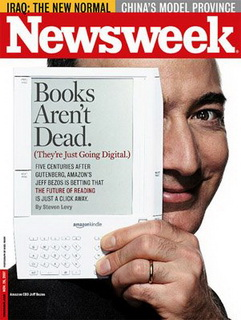 IRAQ: THE NEW NORMAL
CHINA'S MODEL PROVINCE
Newsweek
Books
Aren't
Dead.
(They're Just Going Digital.)
FIVE CENTURIES AFTER
GUTENBERG, AMAZON'S
JEFF BEZOS IS BETTING THAT
THE FUTURE OF READING
IS JUST A CLICK AWAY.
By Steven Levy
amazonkindle
Amazon CEO Jeff Bezos